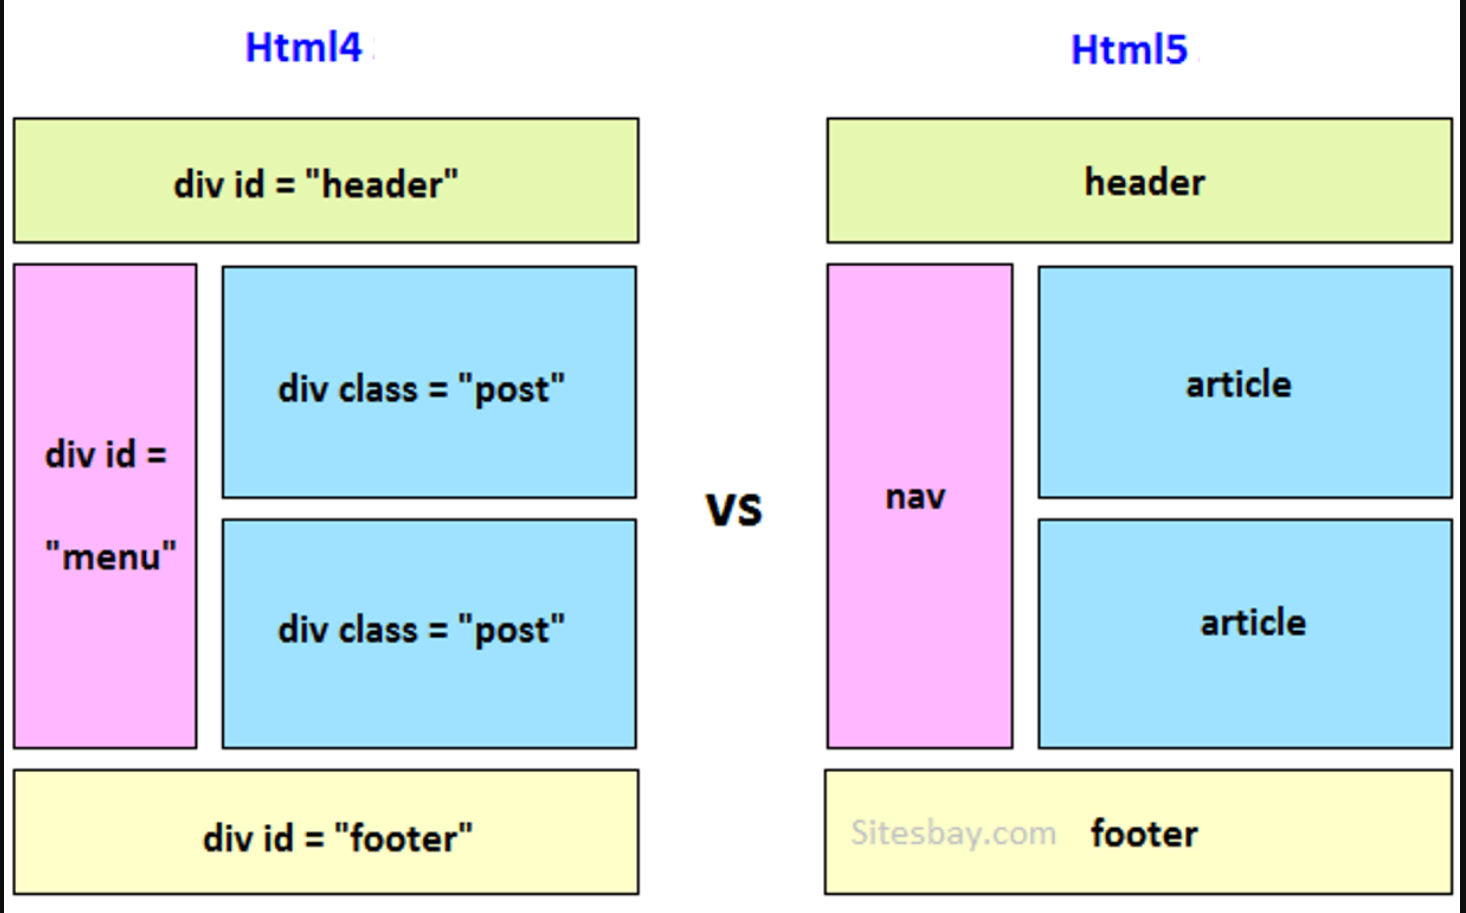 Html4
Html5
div id = "header"
header
div id =
"menu"
div class = "post"
div class = "post"
vs
nav
article
article
div id = "footer"
Sitesbay.com
footer